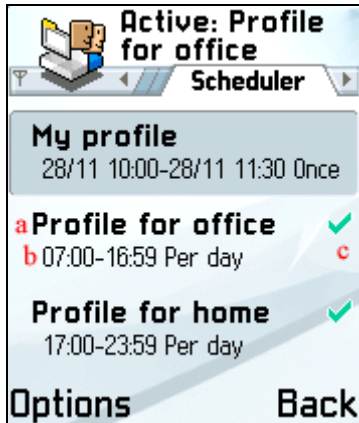 Active: Profile
for office
Scheduler
My profile
28/11 10:00-28/11 11:30 Once
a Profile for office
b 07:00-16:59 Per day c
Profile for home
17:00-23:59 Per day
Options Back